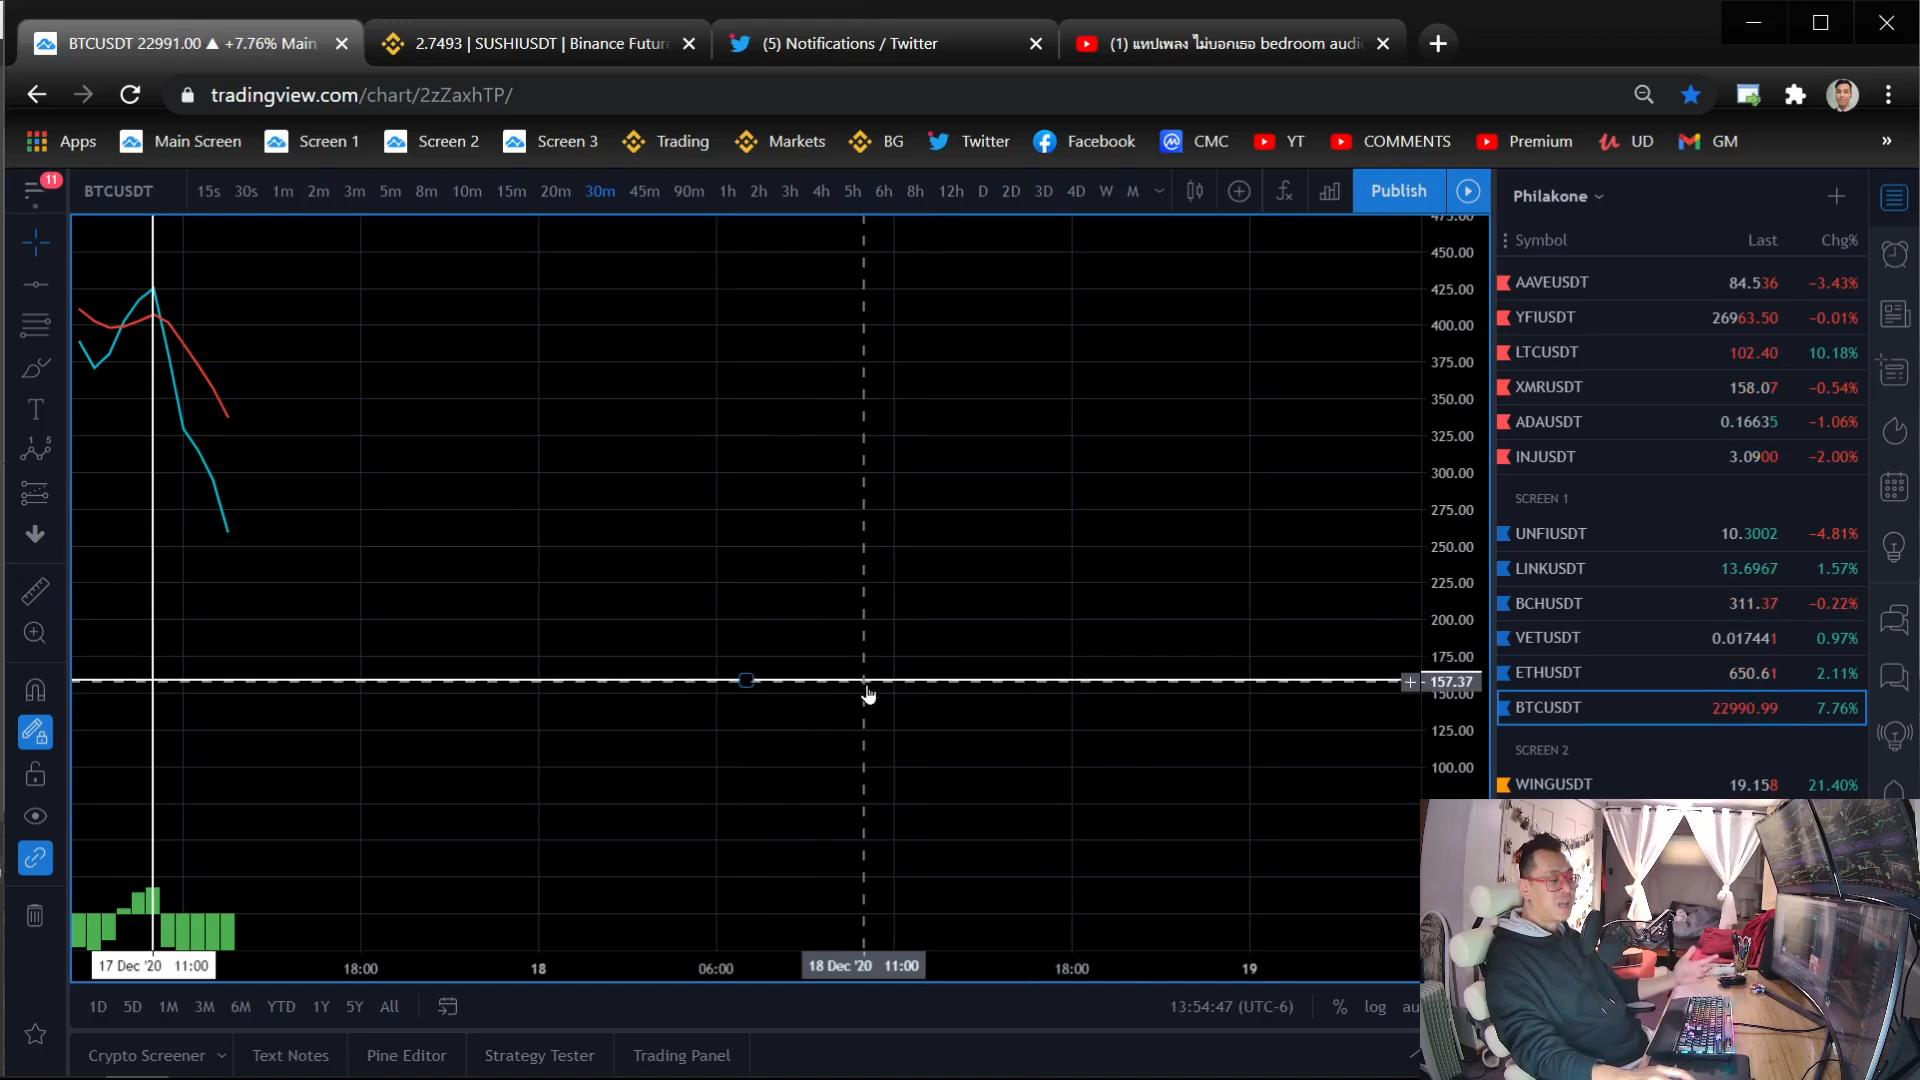 BTCUSDT 22991.00 ▲ +7.76% Main
2.7493 | SUSHIUSDT | Binance Futur
(5) Notifications / Twitter
(1) แทปเพลง ไม่บอกเธอ bedroom audi
tradingview.com/chart/2zZaxhTP/
Apps Main Screen Screen 1 Screen 2 Screen 3 Trading Markets BG Twitter Facebook CMC YT COMMENTS Premium UD GM »
11
BTCUSDT 15s 30s 1m 2m 3m 5m 8m 10m 15m 20m 30m 45m 90m 1h 2h 3h 4h 5h 6h 8h 12h D 2D 3D 4D W M Publish
Philakone
Symbol Last Chg%
AAVEUSDT 84.536 −3.43%
YFIUSDT 26963.50 −0.01%
LTCUSDT 102.40 10.18%
XMRUSDT 158.07 −0.54%
ADAUSDT 0.16635 −1.06%
INJUSDT 3.0900 −2.00%
SCREEN 1
UNFIUSDT 10.3002 −4.81%
LINKUSDT 13.6967 1.57%
BCHUSDT 311.37 −0.22%
VETUSDT 0.017441 0.97%
ETHUSDT 650.61 2.11%
BTCUSDT 22990.99 7.76%
SCREEN 2
WINGUSDT 19.158 21.40%
475.00
450.00
425.00
400.00
375.00
350.00
325.00
300.00
275.00
250.00
225.00
200.00
175.00
157.37
150.00
125.00
100.00
17 Dec '20 11:00 18:00 18 06:00 18 Dec '20 11:00 18:00 19
1D 5D 1M 3M 6M YTD 1Y 5Y All 13:54:47 (UTC-6) % log au
Crypto Screener Text Notes Pine Editor Strategy Tester Trading Panel